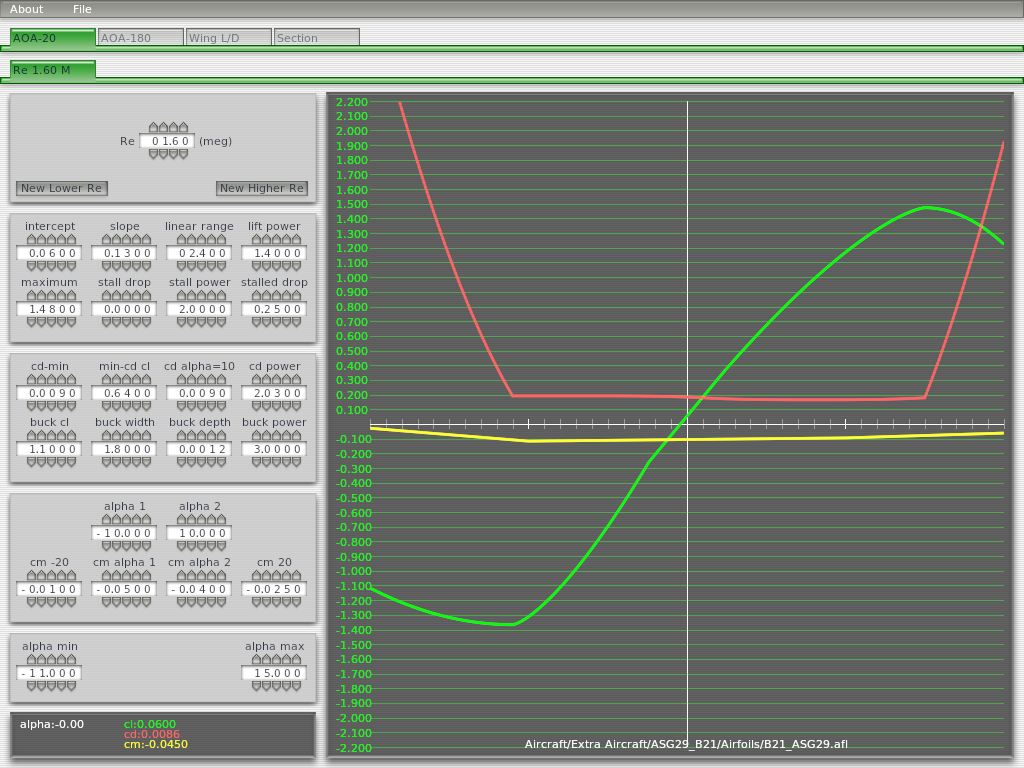 About File
AOA-20 AOA-180 Wing L/D Section
Re 1.60 M
Re 0 1.6 0 (meg)
New Lower Re New Higher Re
intercept slope linear range lift power
0.0 6 0 0 0.1 3 0 0 0 2.4 0 0 1.4 0 0 0
maximum stall drop stall power stalled drop
1.4 8 0 0 0.0 0 0 0 2.0 0 0 0 0.2 5 0 0
cd-min min-cd cl cd alpha=10 cd power
0.0 0 9 0 0.6 4 0 0 0.0 0 9 0 2.0 3 0 0
buck cl buck width buck depth buck power
1.1 0 0 0 1.8 0 0 0 0.0 0 1 2 3.0 0 0 0
alpha 1 alpha 2
- 1 0.0 0 0 1 0.0 0 0
cm -20 cm alpha 1 cm alpha 2 cm 20
- 0.0 1 0 0 - 0.0 5 0 0 - 0.0 4 0 0 - 0.0 2 5 0
alpha min alpha max
- 1 1.0 0 0 1 5.0 0 0
alpha:-0.00 cl:0.0600
cd:0.0086
cm:-0.0450
2.200
2.100
2.000
1.900
1.800
1.700
1.600
1.500
1.400
1.300
1.200
1.100
1.000
0.900
0.800
0.700
0.600
0.500
0.400
0.300
0.200
0.100
-0.100
-0.200
-0.300
-0.400
-0.500
-0.600
-0.700
-0.800
-0.900
-1.000
-1.100
-1.200
-1.300
-1.400
-1.500
-1.600
-1.700
-1.800
-1.900
-2.000
-2.100
-2.200
Aircraft/Extra Aircraft/ASG29_B21/Airfoils/B21_ASG29.afl